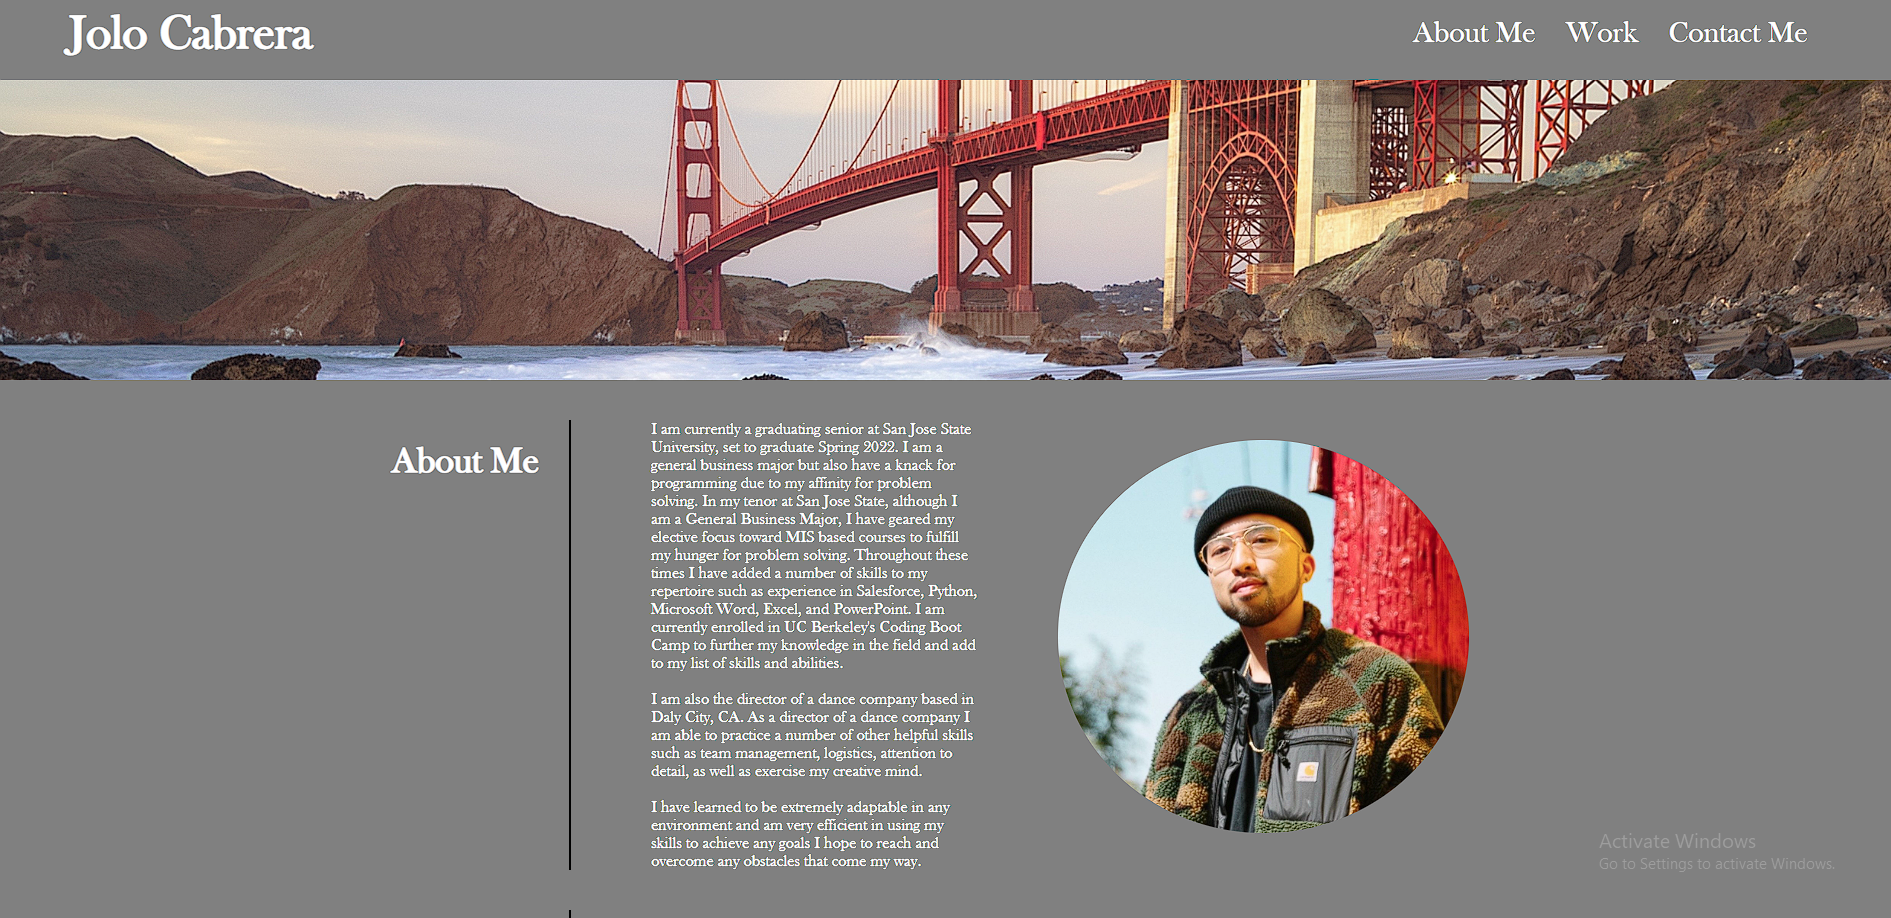 Jolo Cabrera
About Me Work Contact Me
About Me
I am currently a graduating senior at San Jose State
University, set to graduate Spring 2022. I am a
general business major but also have a knack for
programming due to my affinity for problem
solving. In my tenor at San Jose State, although I
am a General Business Major, I have geared my
elective focus toward MIS based courses to fulfill
my hunger for problem solving. Throughout these
times I have added a number of skills to my
repertoire such as experience in Salesforce, Python,
Microsoft Word, Excel, and PowerPoint. I am
currently enrolled in UC Berkeley's Coding Boot
Camp to further my knowledge in the field and add
to my list of skills and abilities.
I am also the director of a dance company based in
Daly City, CA. As a director of a dance company I
am able to practice a number of other helpful skills
such as team management, logistics, attention to
detail, as well as exercise my creative mind.
I have learned to be extremely adaptable in any
environment and am very efficient in using my
skills to achieve any goals I hope to reach and
overcome any obstacles that come my way.
Activate Windows
Go to Settings to activate Windows.